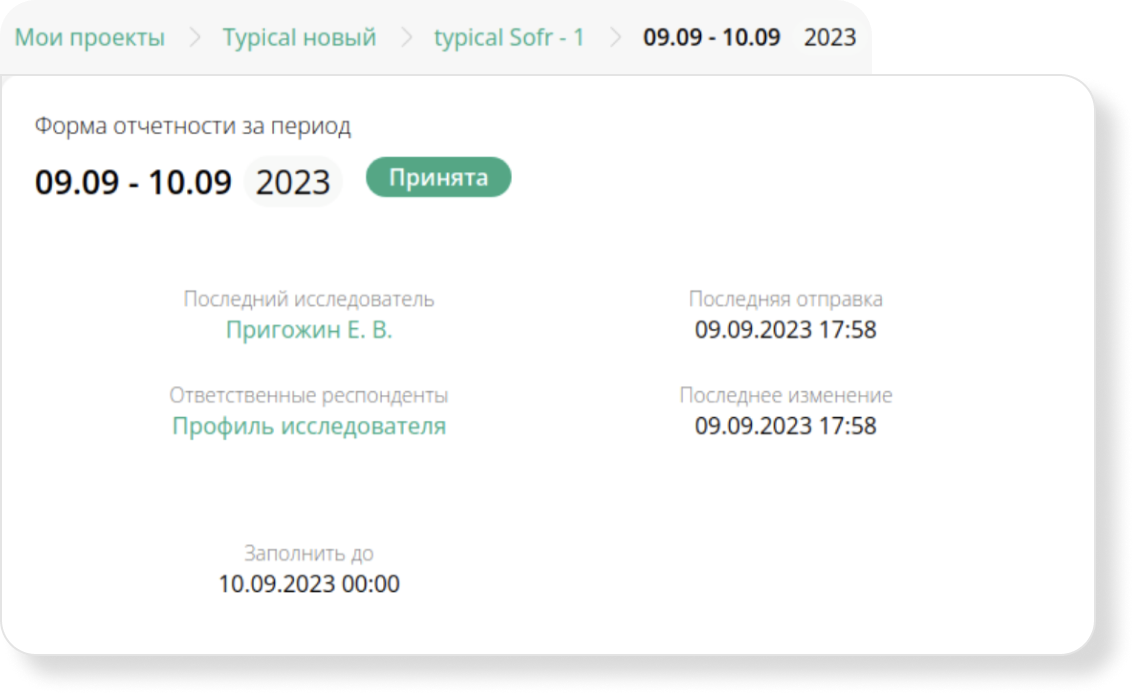 Мои проекты > Typical новый > typical Sofr - 1 > 09.09 - 10.09 2023
Форма отчетности за период
09.09 - 10.09 2023 Принята
Последний исследователь Последняя отправка
Пригожин Е. В. 09.09.2023 17:58
Ответственные респонденты Последнее изменение
Профиль исследователя 09.09.2023 17:58
Заполнить до
10.09.2023 00:00